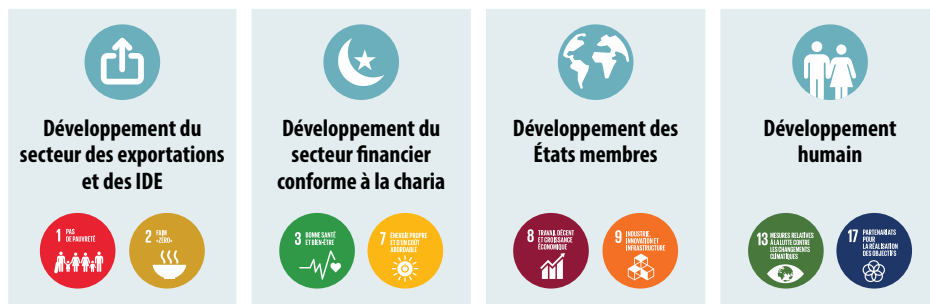 Développement du
secteur des exportations
et des IDE
1 PAS
DE PAUVRETÉ
2 FAIM
«ZÉRO»
Développement du
secteur financier
conforme à la charia
3 BONNE SANTÉ
ET BIEN-ÊTRE
7 ÉNERGIE PROPRE
ET D'UN COÛT
ABORDABLE
Développement des
États membres
8 TRAVAIL DÉCENT
ET CROISSANCE
ÉCONOMIQUE
9 INDUSTRIE,
INNOVATION ET
INFRASTRUCTURE
Développement
humain
13 MESURES RELATIVES
À LA LUTTE CONTRE
LES CHANGEMENTS
CLIMATIQUES
17 PARTENARIATS
POUR
LA RÉALISATION
DES OBJECTIFS